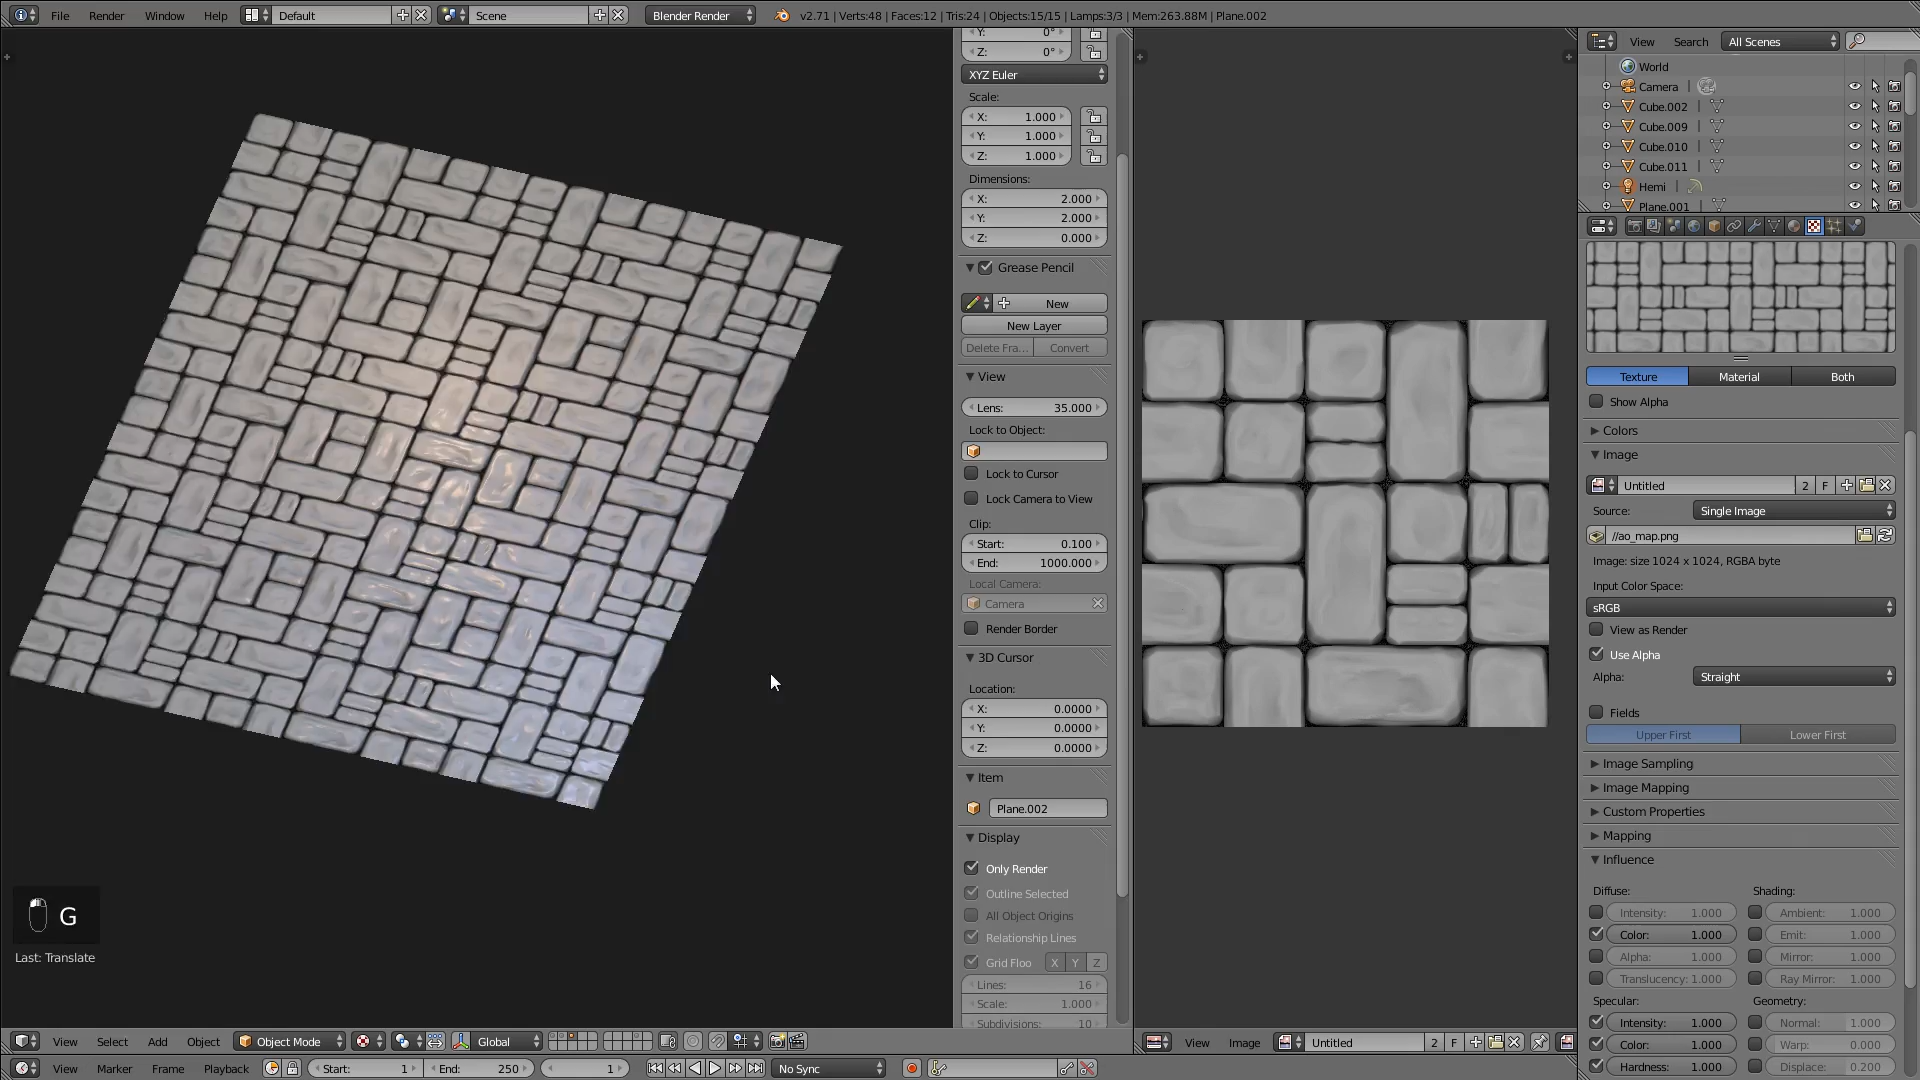 File Render Window Help Default Scene Blender Render v2.71 | Verts:48 | Faces:12 | Tris:24 | Objects:15/15 | Lamps:3/3 | Mem:263.88M | Plane.002
Y: 0°
Z: 0°
XYZ Euler
Scale:
X: 1.000
Y: 1.000
Z: 1.000
Dimensions:
X: 2.000
Y: 2.000
Z: 0.000
Grease Pencil
New
New Layer
Delete Fra... Convert
View
Lens: 35.000
Lock to Object:
Lock to Cursor
Lock Camera to View
Clip:
Start: 0.100
End: 1000.000
Local Camera:
Camera
Render Border
3D Cursor
Location:
X: 0.0000
Y: 0.0000
Z: 0.0000
Item
Plane.002
Display
Only Render
Outline Selected
All Object Origins
Relationship Lines
Grid Floo X Y Z
Lines: 16
Scale: 1.000
Subdivisions: 10
View Search All Scenes
World
Camera
Cube.002
Cube.009
Cube.010
Cube.011
Hemi
Plane.001
Texture Material Both
Show Alpha
Colors
Image
Untitled 2 F
Source: Single Image
//ao_map.png
Image: size 1024 x 1024, RGBA byte
Input Color Space:
sRGB
View as Render
Use Alpha
Alpha: Straight
Fields
Upper First Lower First
Image Sampling
Image Mapping
Custom Properties
Mapping
Influence
Diffuse: Shading:
Intensity: 1.000 Ambient: 1.000
Color: 1.000 Emit: 1.000
Alpha: 1.000 Mirror: 1.000
Translucency: 1.000 Ray Mirror: 1.000
Specular: Geometry:
Intensity: 1.000 Normal: 1.000
Color: 1.000 Warp: 0.000
Hardness: 1.000 Displace: 0.200
G
Last: Translate
View Select Add Object Object Mode Global
View Image Untitled 2 F
View Marker Frame Playback Start: 1 End: 250 1 No Sync